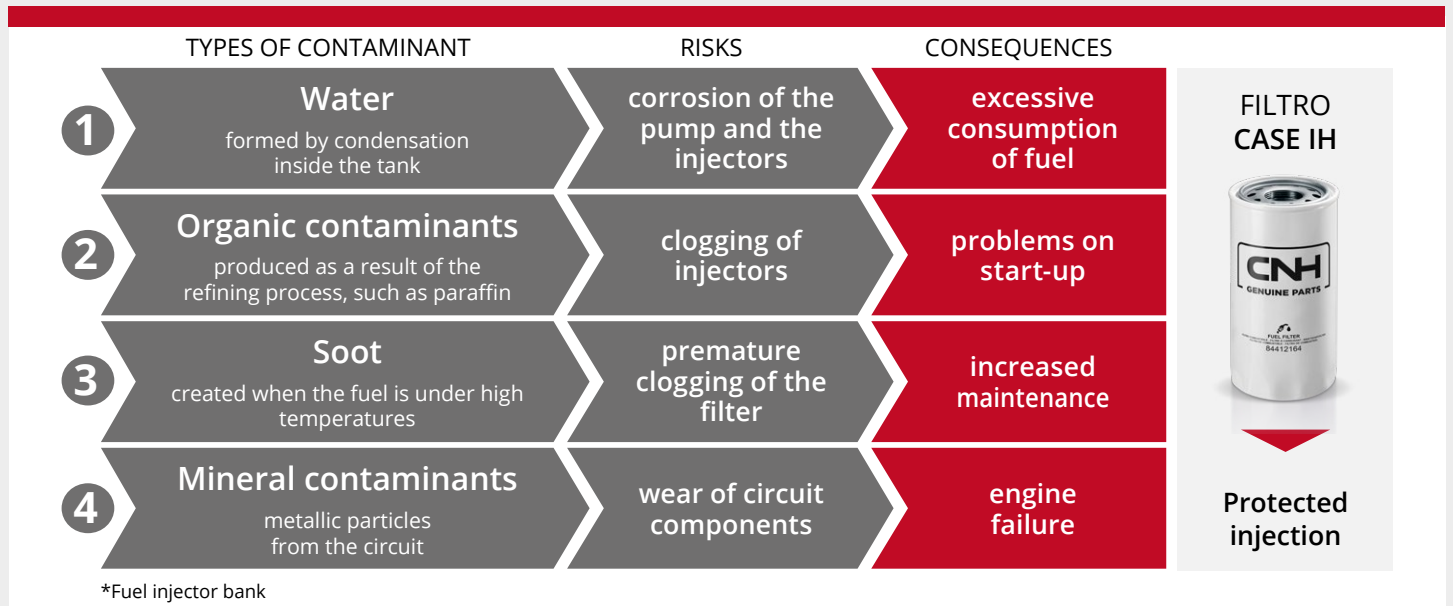 TYPES OF CONTAMINANT
RISKS
CONSEQUENCES
1
Water
formed by condensation
inside the tank
corrosion of the
pump and the
injectors
excessive
consumption
of fuel
2
Organic contaminants
produced as a result of the
refining process, such as paraffin
clogging of
injectors
problems on
start-up
3
Soot
created when the fuel is under high
temperatures
premature
clogging of the
filter
increased
maintenance
4
Mineral contaminants
metallic particles
from the circuit
wear of circuit
components
engine
failure
*Fuel injector bank
FILTRO
CASE IH
CNH
GENUINE PARTS
FUEL FILTER
84412164
Protected
injection